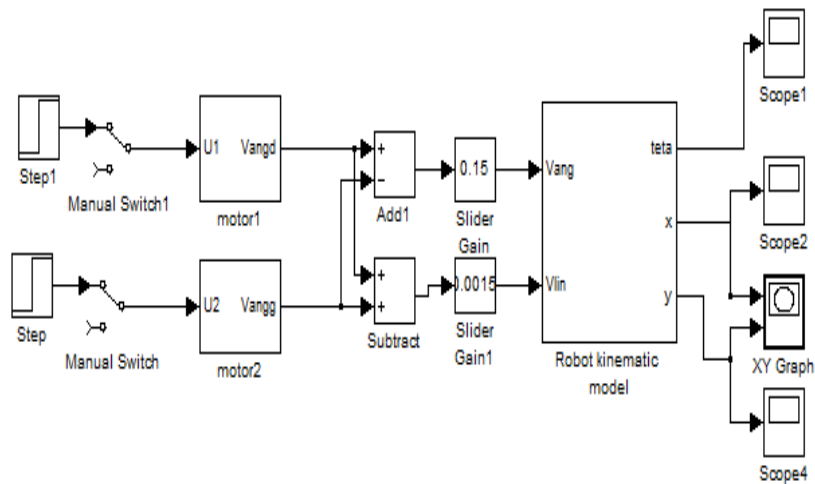 Step1
Manual Switch1
U1
Vangd
motor1
+
−
Add1
0.15
Slider
Gain
Vang
Vlin
teta
x
y
Robot kinematic
model
Scope1
Scope2
XY Graph
Scope4
Step
Manual Switch
U2
Vangg
motor2
+
+
Subtract
0.0015
Slider
Gain1